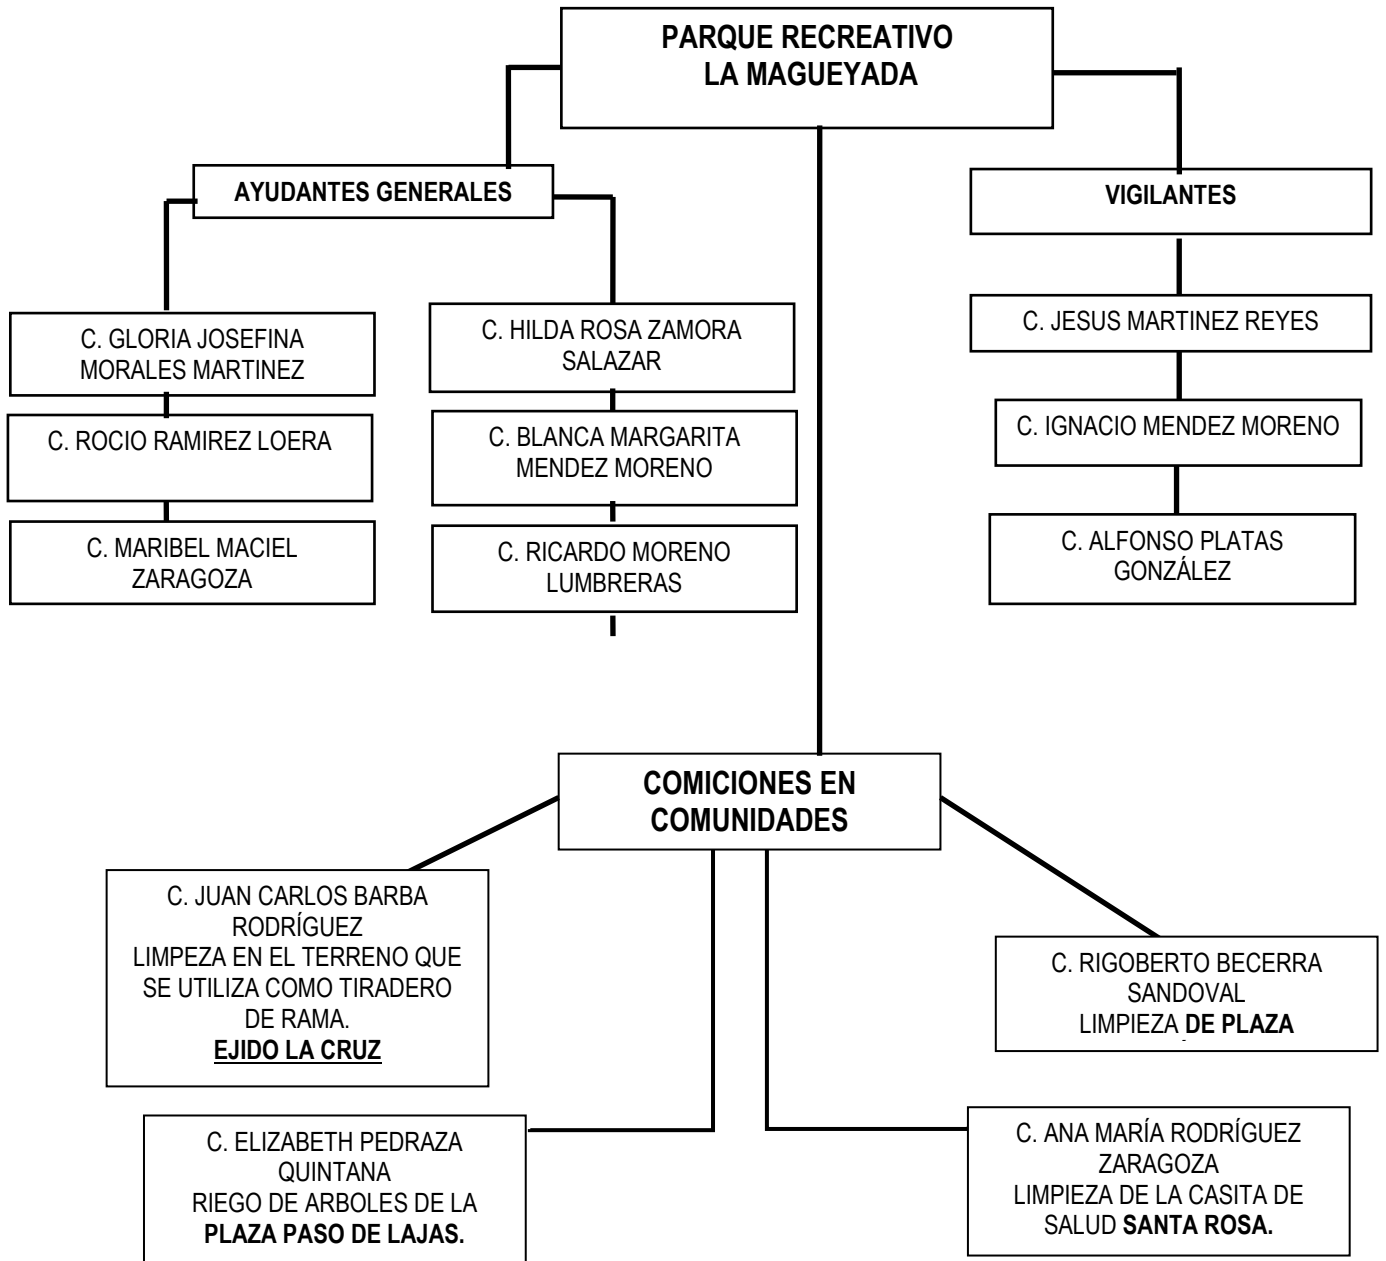 PARQUE RECREATIVO
LA MAGUEYADA
AYUDANTES GENERALES
VIGILANTES
C. GLORIA JOSEFINA
MORALES MARTINEZ
C. ROCIO RAMIREZ LOERA
C. MARIBEL MACIEL
ZARAGOZA
C. HILDA ROSA ZAMORA
SALAZAR
C. BLANCA MARGARITA
MENDEZ MORENO
C. RICARDO MORENO
LUMBRERAS
C. JESUS MARTINEZ REYES
C. IGNACIO MENDEZ MORENO
C. ALFONSO PLATAS
GONZÁLEZ
COMICIONES EN
COMUNIDADES
C. JUAN CARLOS BARBA
RODRÍGUEZ
LIMPEZA EN EL TERRENO QUE
SE UTILIZA COMO TIRADERO
DE RAMA.
EJIDO LA CRUZ
C. RIGOBERTO BECERRA
SANDOVAL
LIMPIEZA DE PLAZA
C. ELIZABETH PEDRAZA
QUINTANA
RIEGO DE ARBOLES DE LA
PLAZA PASO DE LAJAS.
C. ANA MARÍA RODRÍGUEZ
ZARAGOZA
LIMPIEZA DE LA CASITA DE
SALUD SANTA ROSA.